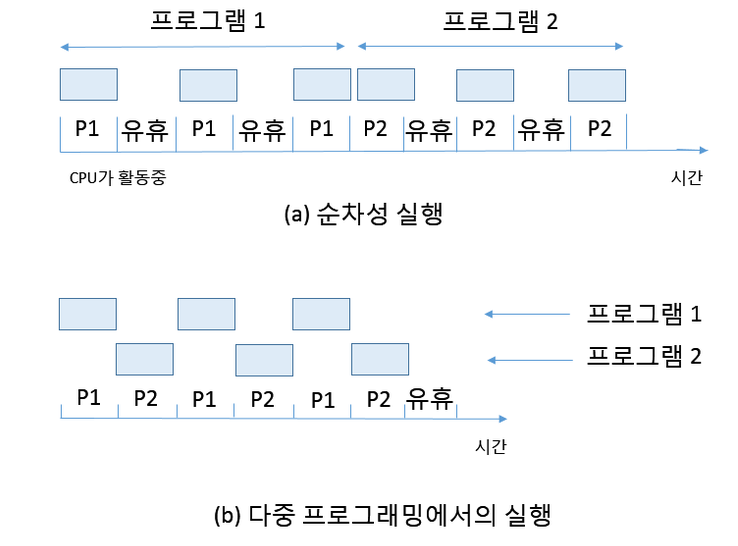 프로그램 1 프로그램 2
P1 유휴 P1 유휴 P1 P2 유휴 P2 유휴 P2
CPU가 활동중 시간
(a) 순차성 실행
프로그램 1
프로그램 2
P1 P2 P1 P2 P1 P2 유휴
시간
(b) 다중 프로그래밍에서의 실행